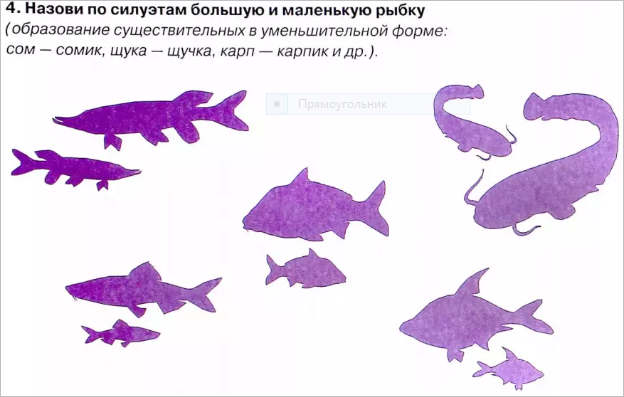 4. Назови по силуэтам большую и маленькую рыбку
(образование существительных в уменьшительной форме:
сом — сомик, щука — щучка, карп — карпик и др.).
Прямоугольник